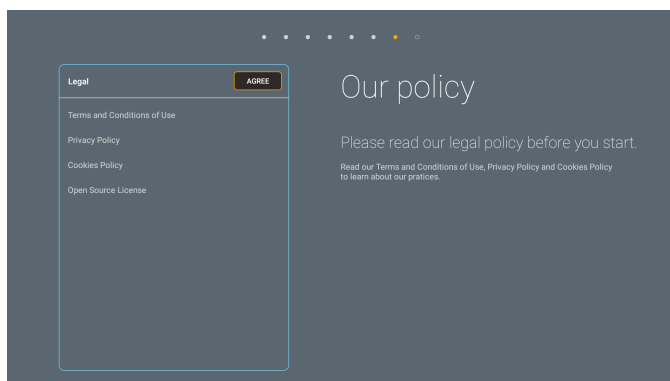 Legal
AGREE
Terms and Conditions of Use
Privacy Policy
Cookies Policy
Open Source License
Our policy
Please read our legal policy before you start.
Read our Terms and Conditions of Use, Privacy Policy and Cookies Policy
to learn about our pratices.